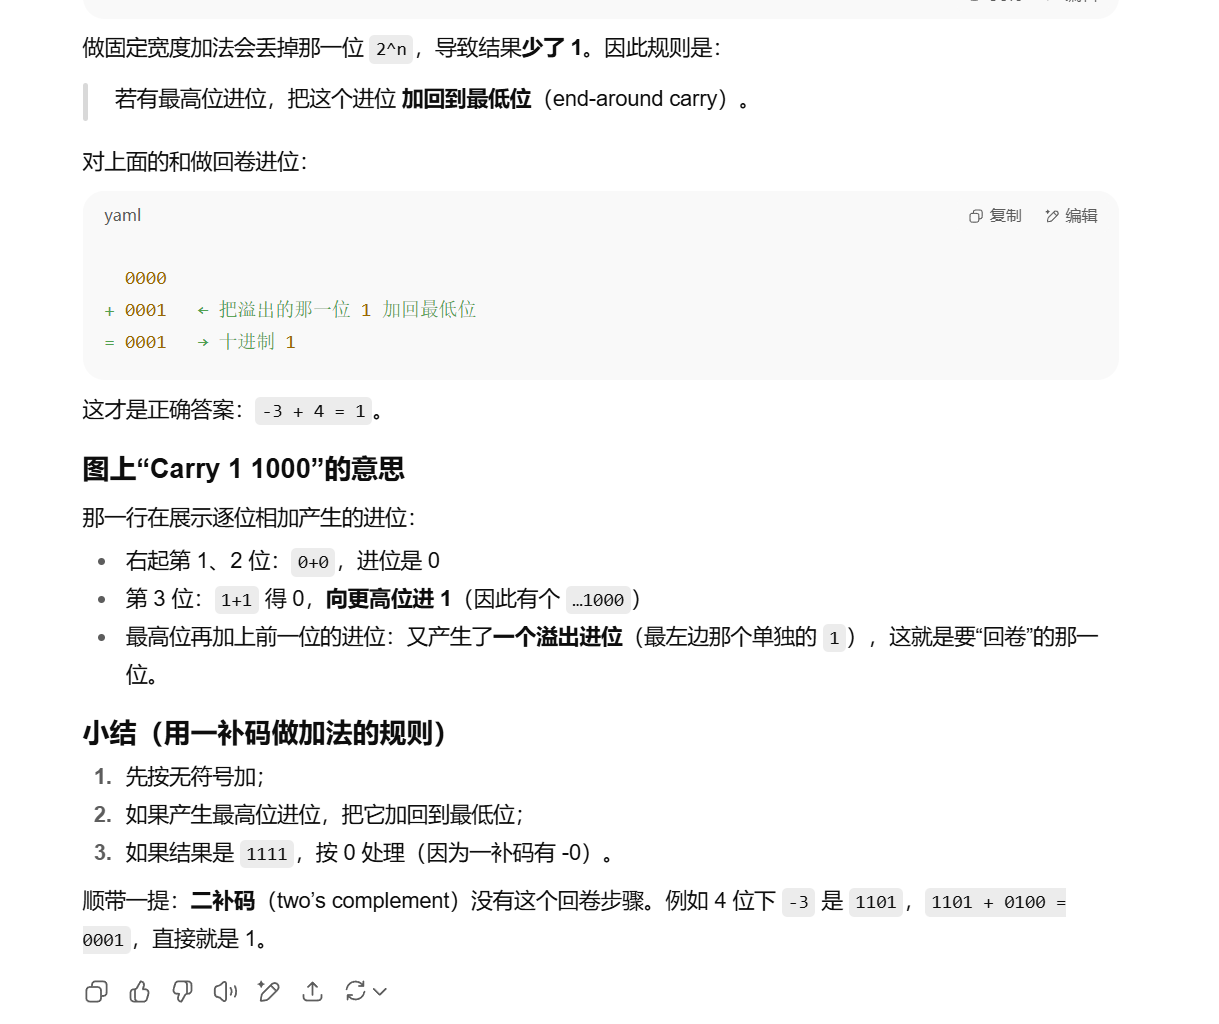 做固定宽度加法会丢掉那一位 2^n，导致结果少了 1。因此规则是：
若有最高位进位，把这个进位 加回到最低位（end-around carry）。
对上面的和做回卷进位：
yaml 复制 编辑
0000
+ 0001 ← 把溢出的那一位 1 加回最低位
= 0001 → 十进制 1
这才是正确答案：-3 + 4 = 1。
图上“Carry 1 1000”的意思
那一行在展示逐位相加产生的进位：
• 右起第 1、2 位：0+0，进位是 0
• 第 3 位：1+1 得 0，向更高位进 1（因此有个 …1000）
• 最高位再加上前一位的进位：又产生了一个溢出进位（最左边那个单独的 1），这就是要“回卷”的那一
位。
小结（用一补码做加法的规则）
1. 先按无符号加；
2. 如果产生最高位进位，把它加回到最低位；
3. 如果结果是 1111，按 0 处理（因为一补码有 -0）。
顺带一提：二补码（two’s complement）没有这个回卷步骤。例如 4 位下 -3 是 1101，1101 + 0100 =
0001，直接就是 1。